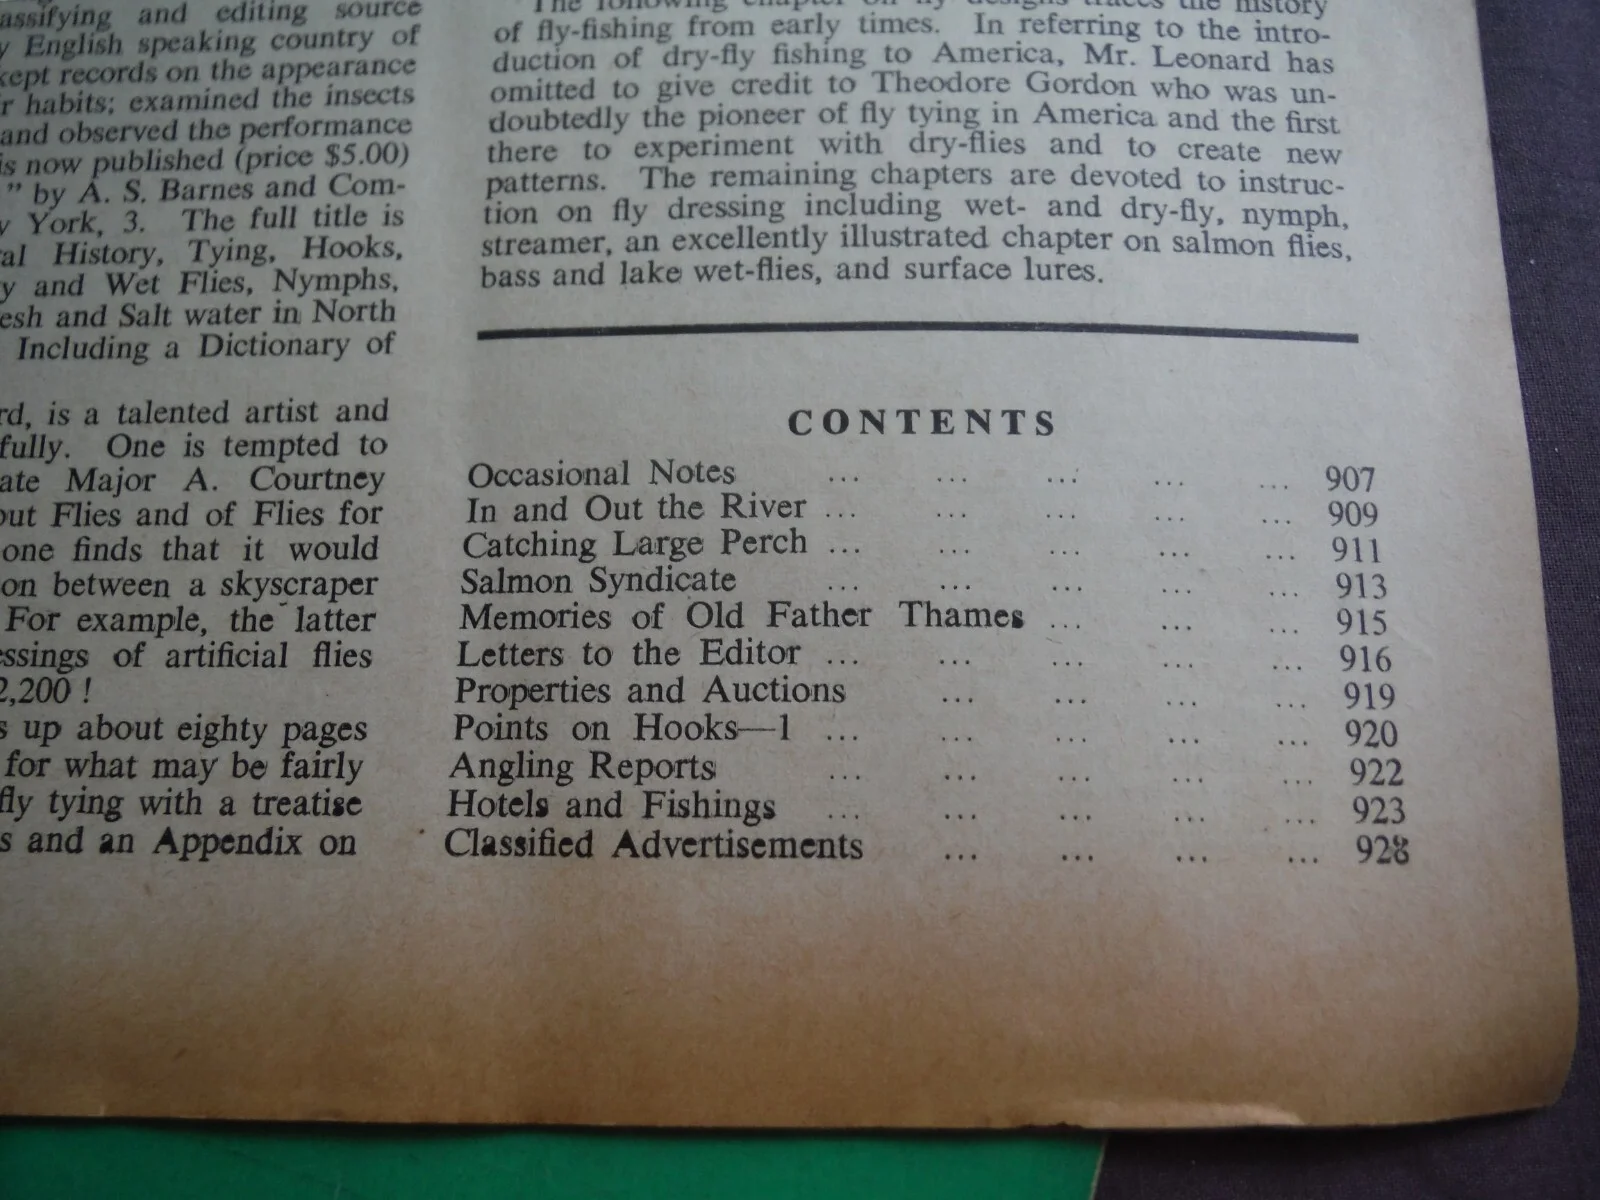 assifying and editing source
y English speaking country of
kept records on the appearance
r habits; examined the insects
and observed the performance
is now published (price $5.00)
" by A. S. Barnes and Com-
York, 3. The full title is
al History, Tying, Hooks,
y and Wet Flies, Nymphs,
esh and Salt water in North
Including a Dictionary of
rd, is a talented artist and
fully. One is tempted to
ate Major A. Courtney
out Flies and of Flies for
one finds that it would
on between a skyscraper
For example, the latter
ssings of artificial flies
2,200 !
s up about eighty pages
for what may be fairly
fly tying with a treatise
s and an Appendix on
The following chapter on fly designs traces the history
of fly-fishing from early times. In referring to the intro-
duction of dry-fly fishing to America, Mr. Leonard has
omitted to give credit to Theodore Gordon who was un-
doubtedly the pioneer of fly tying in America and the first
there to experiment with dry-flies and to create new
patterns. The remaining chapters are devoted to instruc-
tion on fly dressing including wet- and dry-fly, nymph,
streamer, an excellently illustrated chapter on salmon flies,
bass and lake wet-flies, and surface lures.
CONTENTS
Occasional Notes ... ... ... ... ... 907
In and Out the River ... ... ... ... ... 909
Catching Large Perch ... ... ... ... ... 911
Salmon Syndicate ... ... ... ... ... 913
Memories of Old Father Thames ... ... ... 915
Letters to the Editor ... ... ... ... ... 916
Properties and Auctions ... ... ... ... 919
Points on Hooks—1 ... ... ... ... ... 920
Angling Reports ... ... ... ... ... 922
Hotels and Fishings ... ... ... ... ... 923
Classified Advertisements ... ... ... ... 928